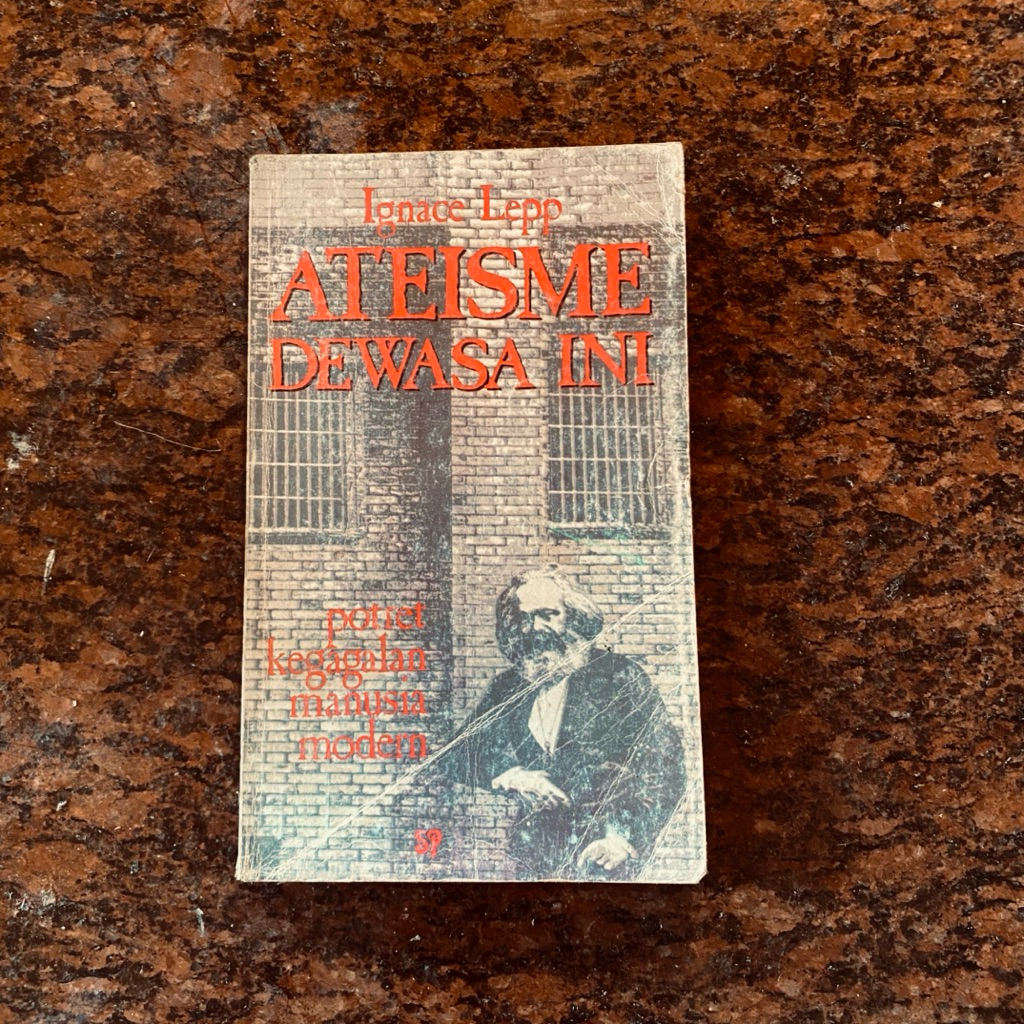 Ignace Lepp
ATEISME
DEWASA INI
potret
kegagalan
manusia
modern
SP